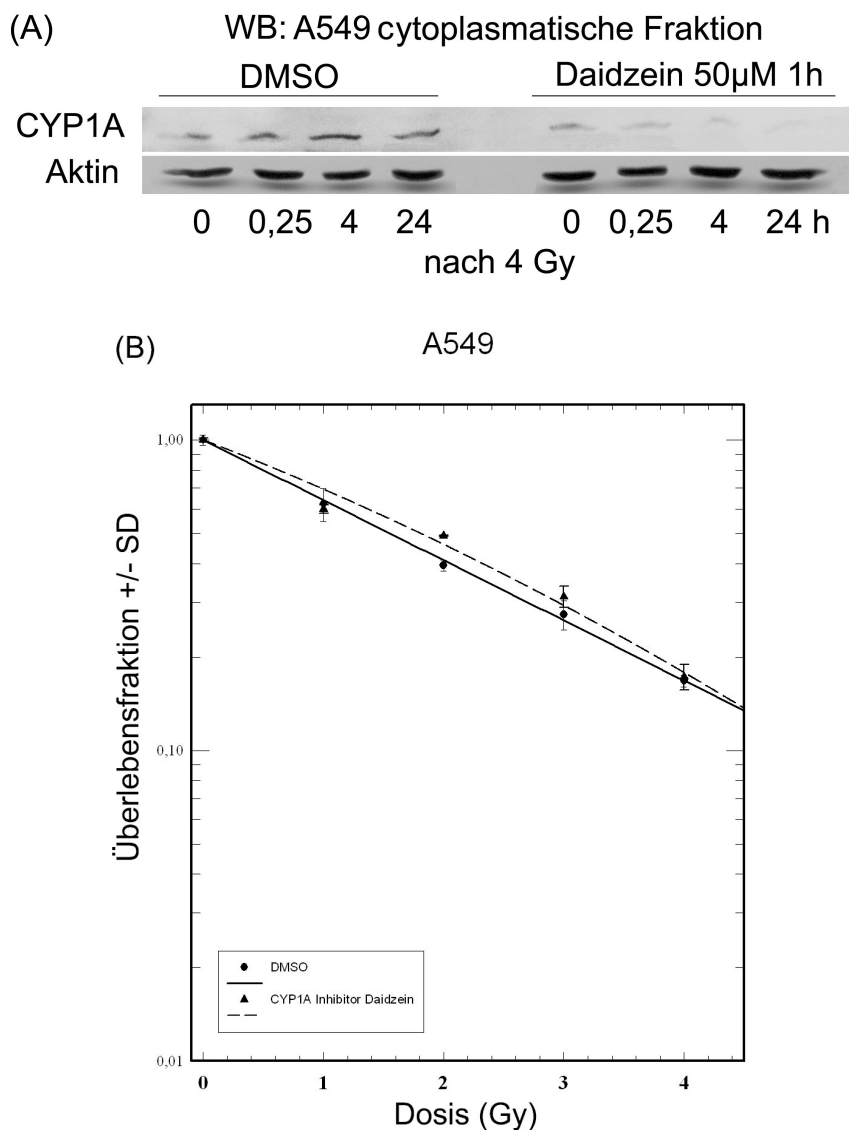 (A) WB: A549 cytoplasmatische Fraktion
DMSO Daidzein 50µM 1h
CYP1A
Aktin
0 0,25 4 24 0 0,25 4 24 h
nach 4 Gy
(B) A549
Überlebensfraktion +/- SD
1,00
0,10
0,01
DMSO
CYP1A Inhibitor Daidzein
0 1 2 3 4
Dosis (Gy)